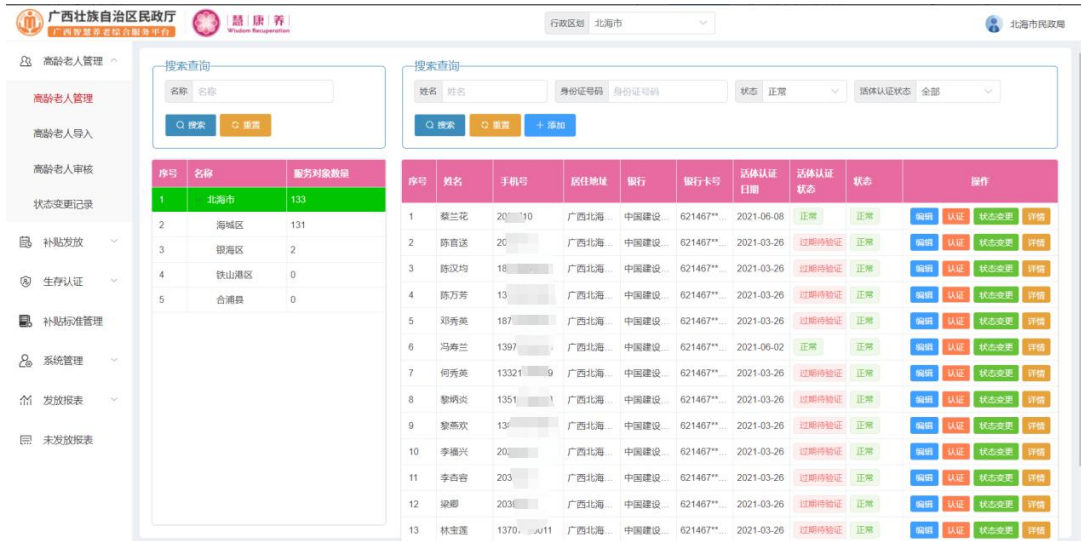 广西壮族自治区民政厅
广西智慧养老综合服务平台
慧 康 养
Wisdom Recuperation
行政区划 北海市
北海市民政局
高龄老人管理
高龄老人管理
高龄老人导入
高龄老人审核
状态变更记录
补贴发放
生存认证
补贴标准管理
系统管理
发放报表
未发放报表
搜索查询
名称 名称
搜索 重置
序号 名称 服务对象数量
1 北海市 133
2 海城区 131
3 银海区 2
4 铁山港区 0
5 合浦县 0
搜索查询
姓名 姓名 身份证号码 身份证号码 状态 正常 活体认证状态 全部
搜索 重置 + 添加
序号 姓名 手机号 居住地址 银行 银行卡号 活体认证日期 活体认证状态 状态 操作
1 蔡兰花 20 10 广西北海... 中国建设... 621467**... 2021-06-08 正常 正常 编辑 认证 状态变更 详情
2 陈官送 20 广西北海... 中国建设... 621467**... 2021-03-26 过期待验证 正常 编辑 认证 状态变更 详情
3 陈汉均 18 广西北海... 中国建设... 621467**... 2021-03-26 过期待验证 正常 编辑 认证 状态变更 详情
4 陈万芳 13 广西北海... 中国建设... 621467**... 2021-03-26 过期待验证 正常 编辑 认证 状态变更 详情
5 邓秀英 187 广西北海... 中国建设... 621467**... 2021-03-26 过期待验证 正常 编辑 认证 状态变更 详情
6 冯寿兰 1397 广西北海... 中国建设... 621467**... 2021-06-02 正常 正常 编辑 认证 状态变更 详情
7 何秀英 13321 9 广西北海... 中国建设... 621467**... 2021-03-26 过期待验证 正常 编辑 认证 状态变更 详情
8 黎炳炎 1351 广西北海... 中国建设... 621467**... 2021-03-26 过期待验证 正常 编辑 认证 状态变更 详情
9 黎燕欢 13 广西北海... 中国建设... 621467**... 2021-03-26 过期待验证 正常 编辑 认证 状态变更 详情
10 李福兴 20 广西北海... 中国建设... 621467**... 2021-03-26 过期待验证 正常 编辑 认证 状态变更 详情
11 李杏容 203 广西北海... 中国建设... 621467**... 2021-03-26 过期待验证 正常 编辑 认证 状态变更 详情
12 梁卿 203 广西北海... 中国建设... 621467**... 2021-03-26 过期待验证 正常 编辑 认证 状态变更 详情
13 林宝莲 1370 0011 广西北海... 中国建设... 621467**... 2021-03-26 过期待验证 正常 编辑 认证 状态变更 详情